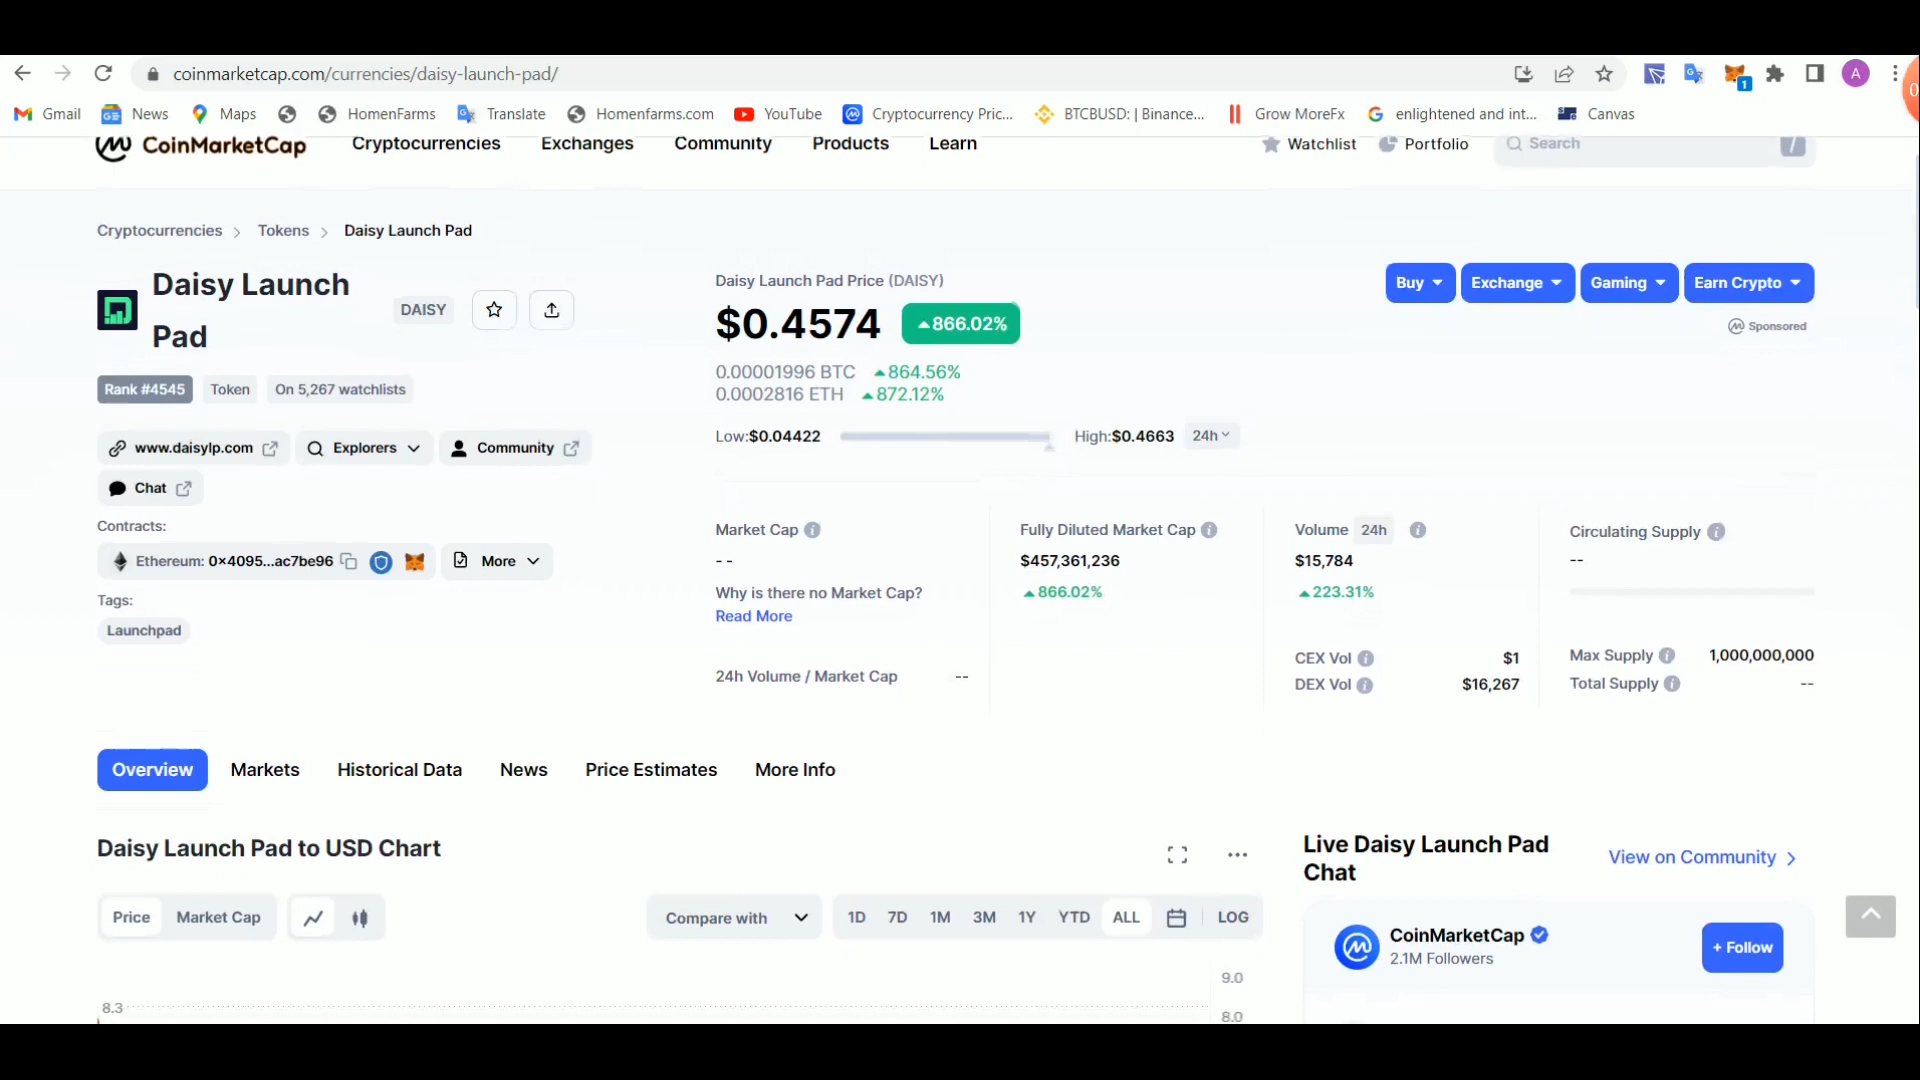 coinmarketcap.com/currencies/daisy-launch-pad/
A
1
0
Gmail News Maps HomenFarms Translate Homenfarms.com YouTube Cryptocurrency Pric... BTCBUSD: | Binance... Grow MoreFx enlightened and int... Canvas
CoinMarketCap Cryptocurrencies Exchanges Community Products Learn Watchlist Portfolio Search /
Cryptocurrencies > Tokens > Daisy Launch Pad
Daisy Launch
Pad
DAISY
Rank #4545 Token On 5,267 watchlists
www.daisylp.com Explorers Community
Chat
Contracts:
Ethereum: 0x4095...ac7be96 More
Tags:
Launchpad
Daisy Launch Pad Price (DAISY)
$0.4574 866.02%
0.00001996 BTC 864.56%
0.0002816 ETH 872.12%
Low:$0.04422 High:$0.4663 24h
Buy Exchange Gaming Earn Crypto
Sponsored
Market Cap
- -
Why is there no Market Cap?
Read More
24h Volume / Market Cap --
Fully Diluted Market Cap
$457,361,236
866.02%
Volume 24h
$15,784
223.31%
CEX Vol $1
DEX Vol $16,267
Circulating Supply
--
Max Supply 1,000,000,000
Total Supply --
Overview Markets Historical Data News Price Estimates More Info
Daisy Launch Pad to USD Chart
Price Market Cap Compare with 1D 7D 1M 3M 1Y YTD ALL LOG
9.0
8.3
8.0
Live Daisy Launch Pad
Chat
View on Community
CoinMarketCap
2.1M Followers
+ Follow